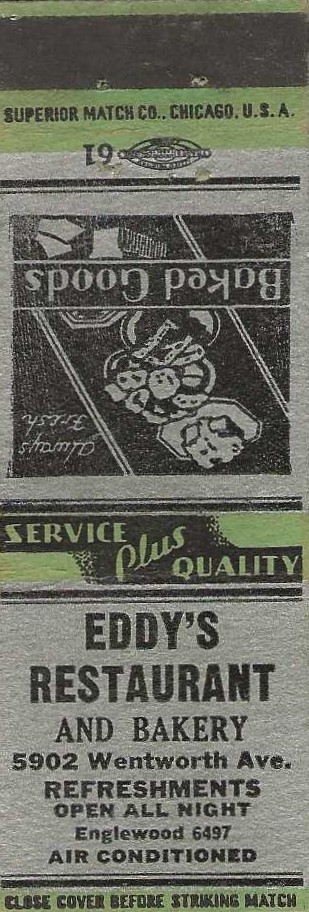 SUPERIOR MATCH CO., CHICAGO, U.S.A.
61
Baked Goods
Always
Fresh
SERVICE
plus
QUALITY
EDDY'S
RESTAURANT
AND BAKERY
5902 Wentworth Ave.
REFRESHMENTS
OPEN ALL NIGHT
Englewood 6497
AIR CONDITIONED
CLOSE COVER BEFORE STRIKING MATCH